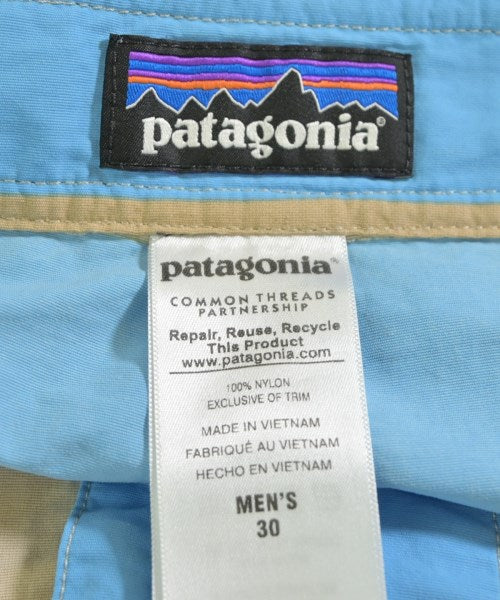 patagonia®
patagonia®
COMMON THREADS
PARTNERSHIP
Repair, Reuse, Recycle
This Product
www.patagonia.com
100% NYLON
EXCLUSIVE OF TRIM
MADE IN VIETNAM
FABRIQUÉ AU VIETNAM
HECHO EN VIETNAM
MEN'S
30